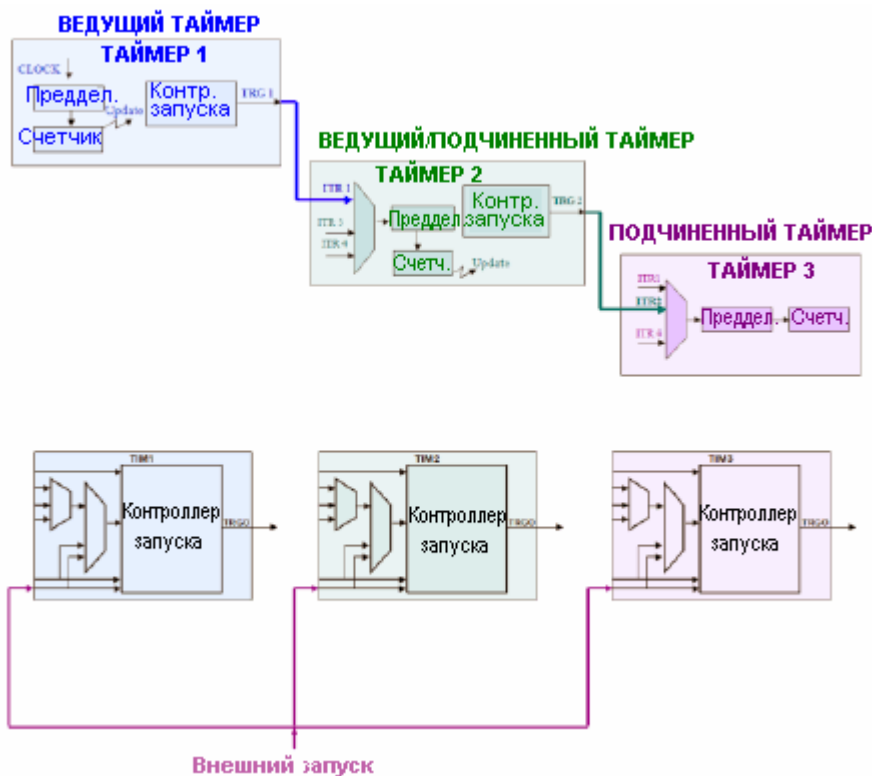 ВЕДУЩИЙ ТАЙМЕР
ТАЙМЕР 1
CLOCK
Преддел.
Update
Счетчик
Контр.
запуска
TRG 1
ВЕДУЩИЙ/ПОДЧИНЕННЫЙ ТАЙМЕР
ТАЙМЕР 2
ITR 1
ITR 3
ITR 4
Преддел.
Счетч.
Update
Контр.
запуска
TRG 2
ПОДЧИНЕННЫЙ ТАЙМЕР
ТАЙМЕР 3
ITR1
ITR2
ITR 4
Преддел.
Счетч.
TIM1
Контроллер
запуска
TRGO
TIM2
Контроллер
запуска
TRGO
TIM3
Контроллер
запуска
TRGO
Внешний запуск